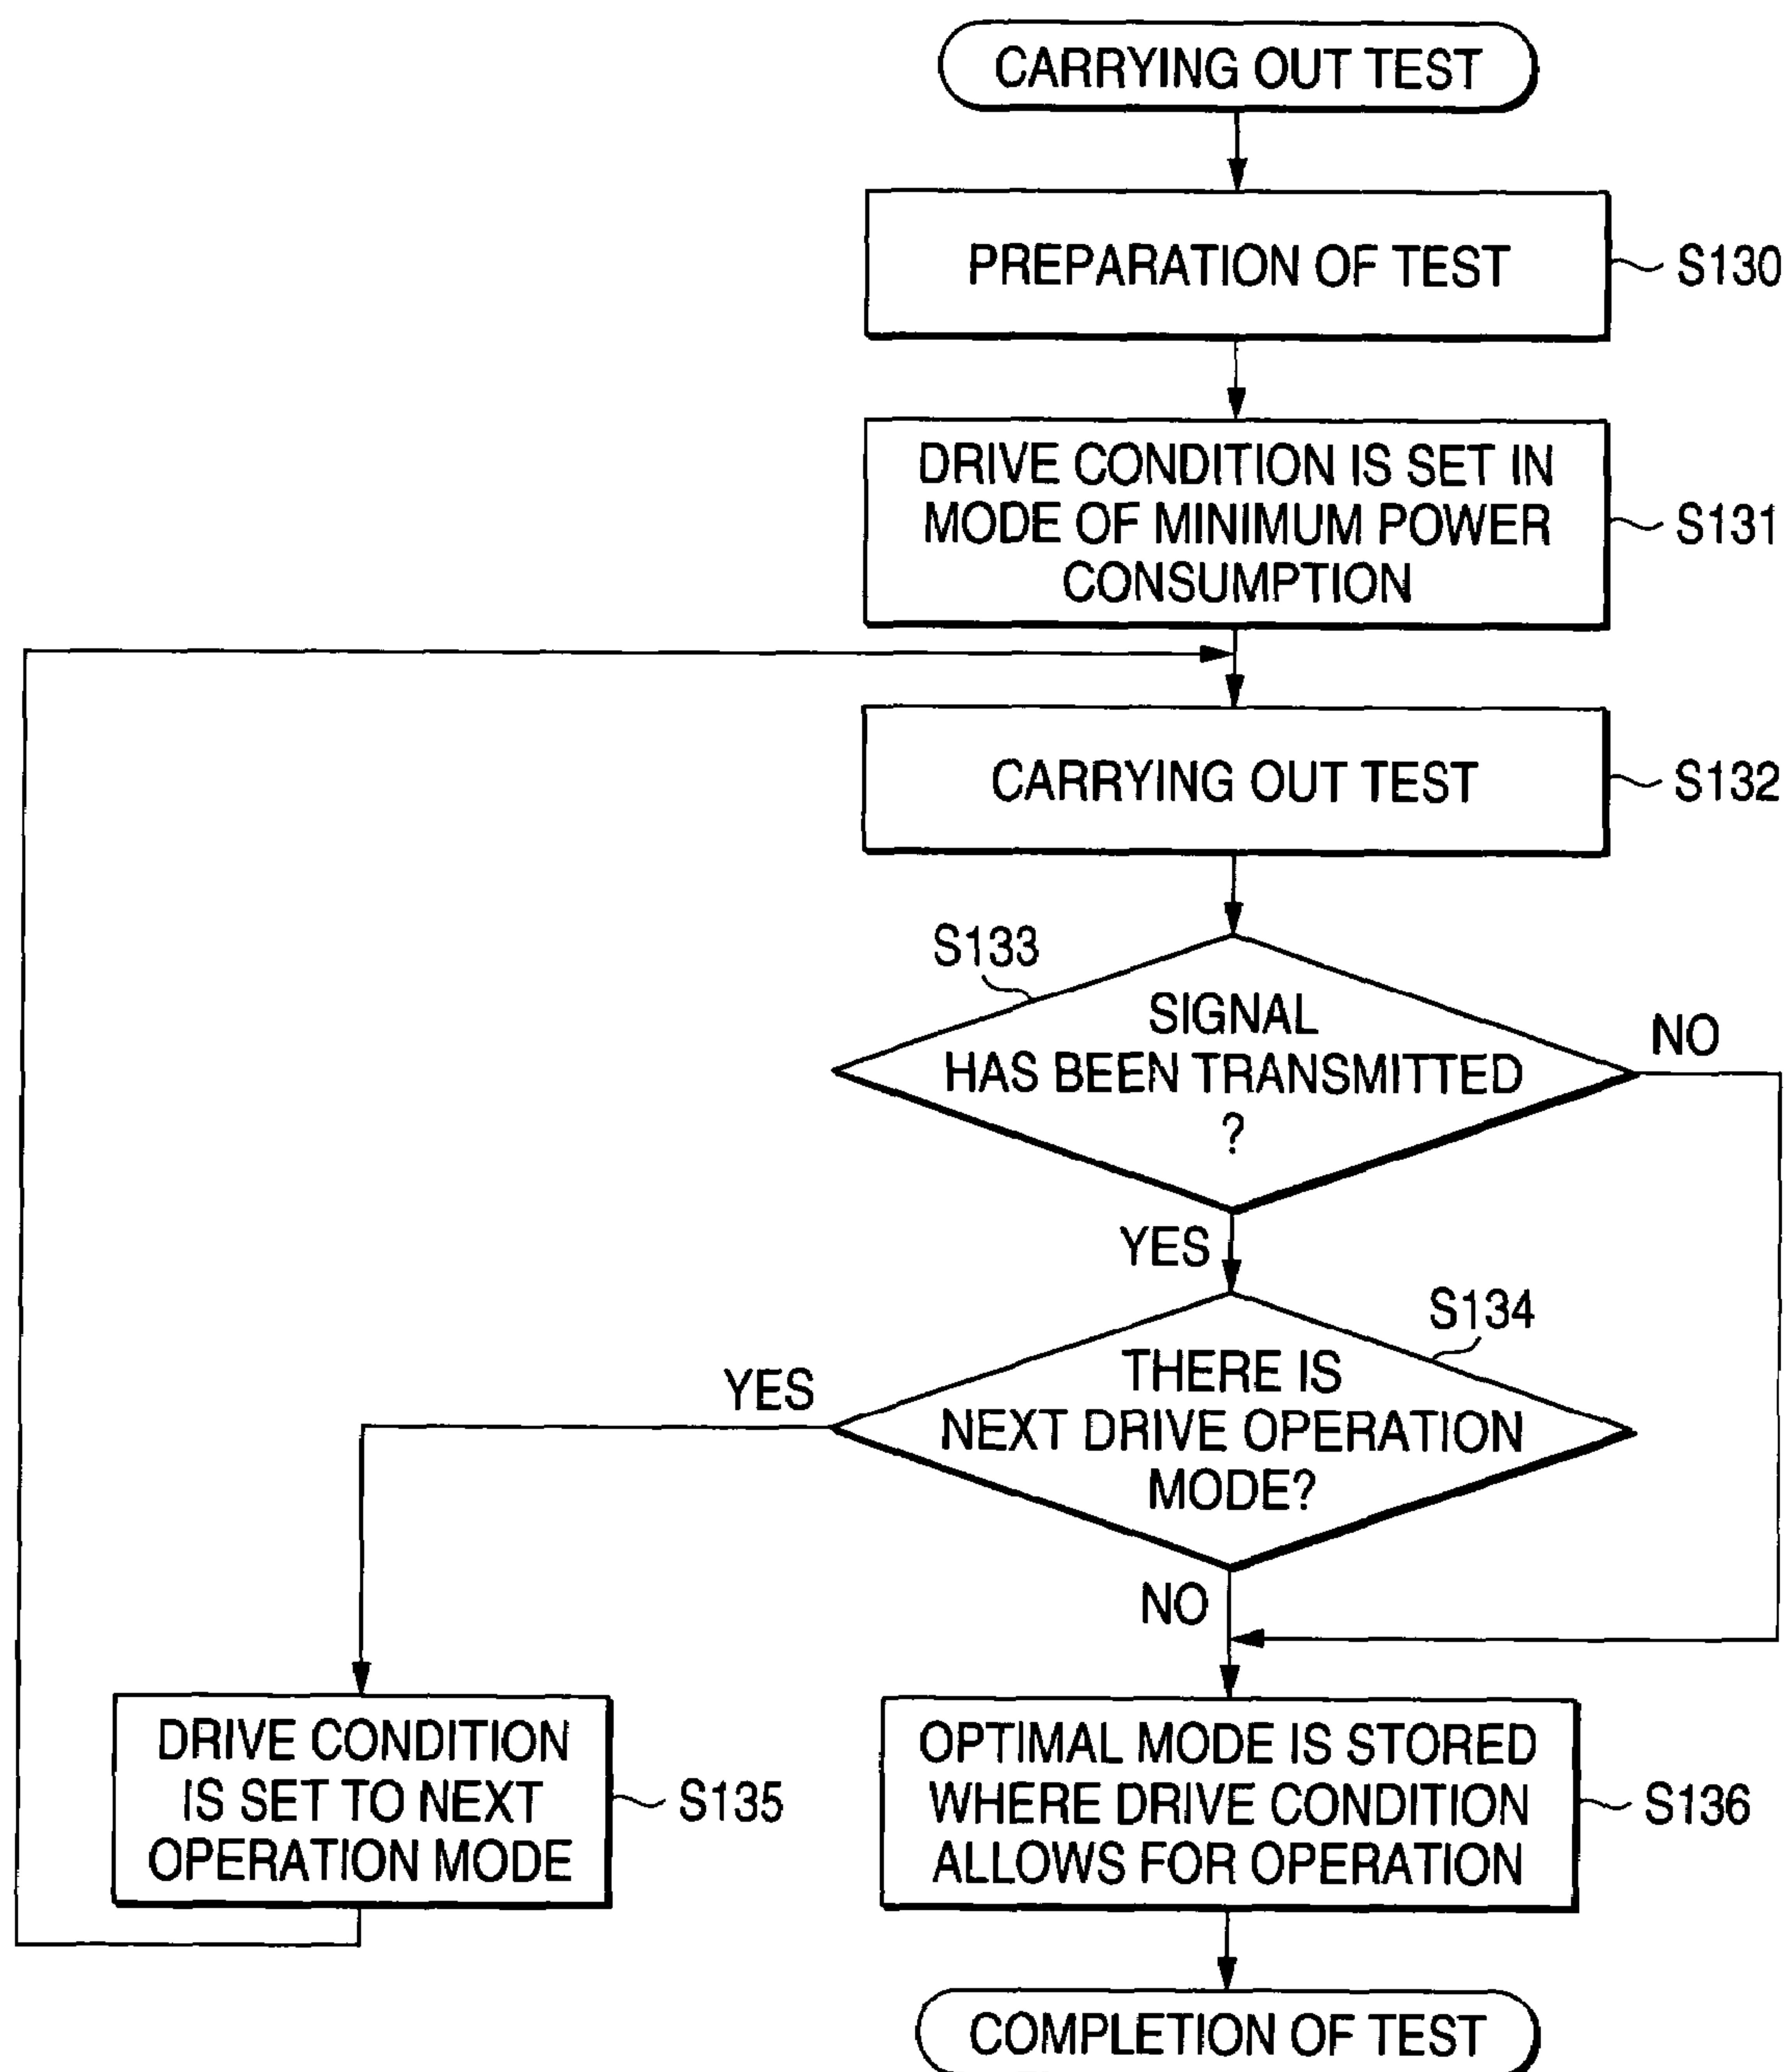 CARRYING OUT TEST
PREPARATION OF TEST
S130
DRIVE CONDITION IS SET IN
MODE OF MINIMUM POWER
CONSUMPTION
S131
CARRYING OUT TEST
S132
S133
SIGNAL
HAS BEEN TRANSMITTED
?
NO
YES
S134
THERE IS
NEXT DRIVE OPERATION
MODE?
YES
NO
DRIVE CONDITION
IS SET TO NEXT
OPERATION MODE
S135
OPTIMAL MODE IS STORED
WHERE DRIVE CONDITION
ALLOWS FOR OPERATION
S136
COMPLETION OF TEST